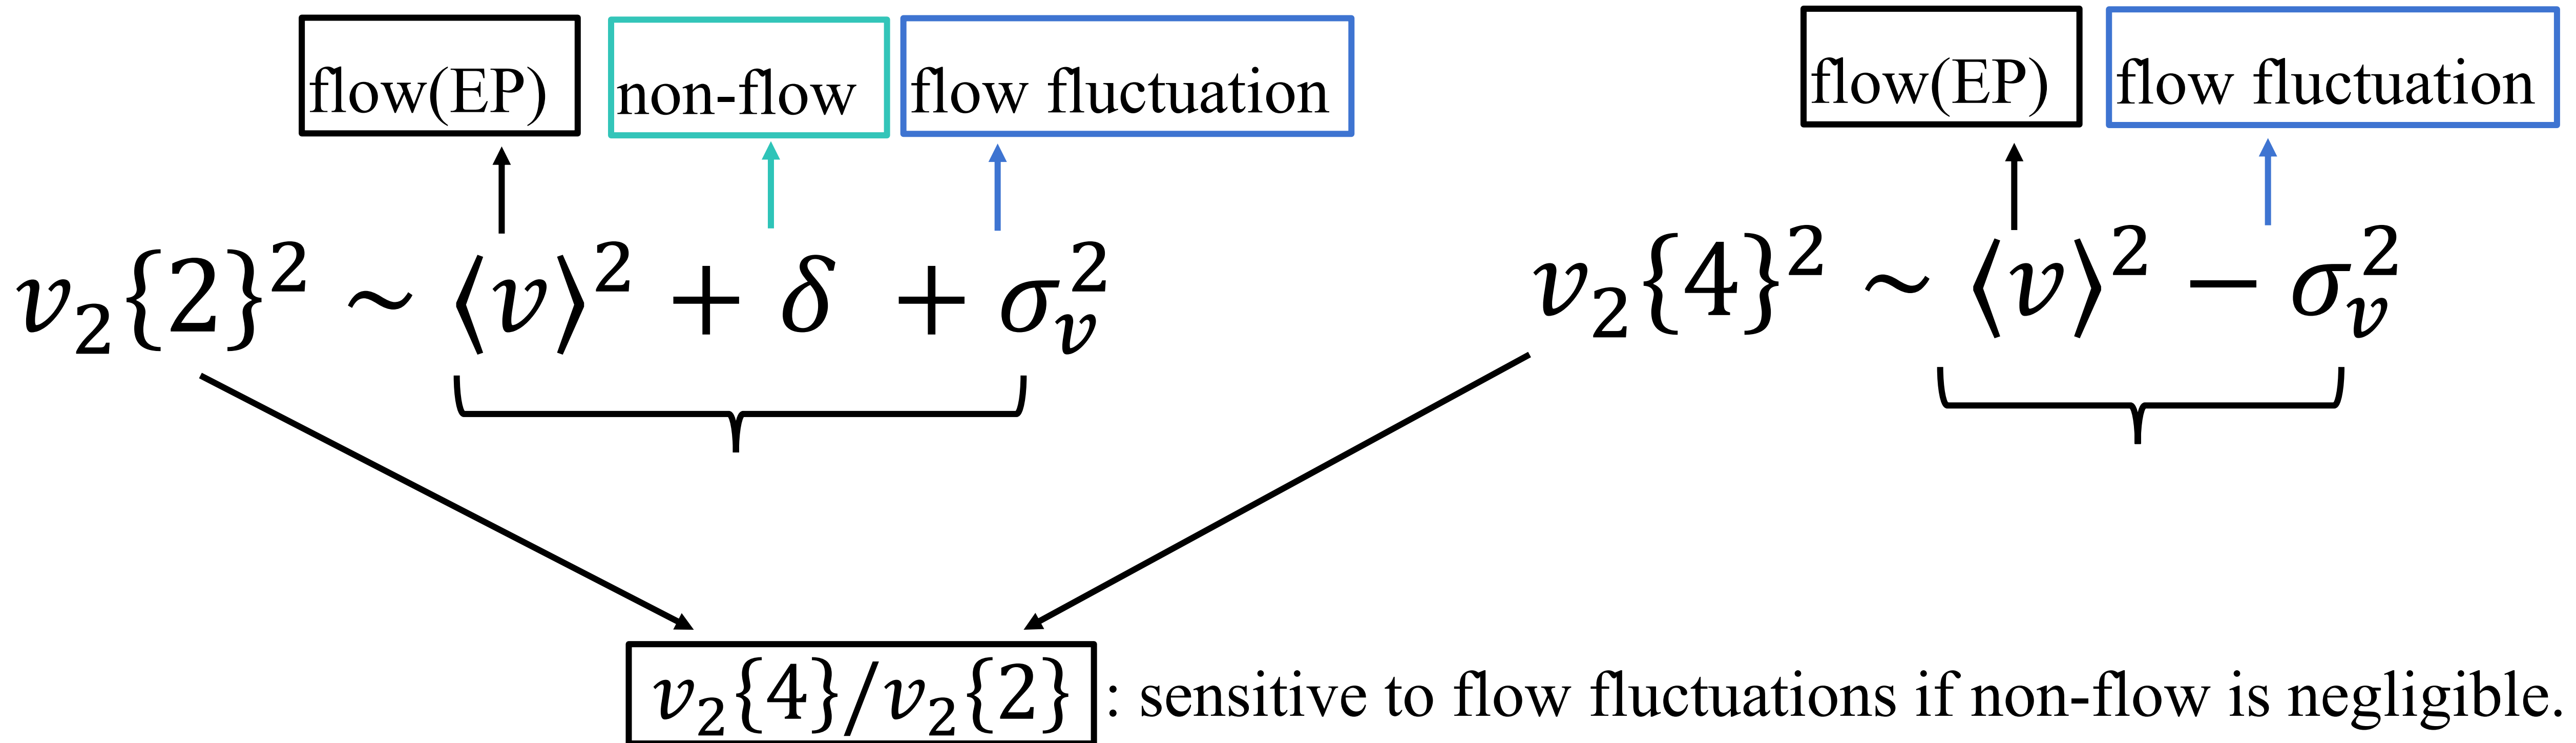 flow(EP) non-flow flow fluctuation flow(EP) flow fluctuation
𝑣₂{2}² ~ ⟨𝑣⟩² + 𝛿 + 𝜎ᵥ² 𝑣₂{4}² ~ ⟨𝑣⟩² − 𝜎ᵥ²
𝑣₂{4}/𝑣₂{2} : sensitive to flow fluctuations if non-flow is negligible.